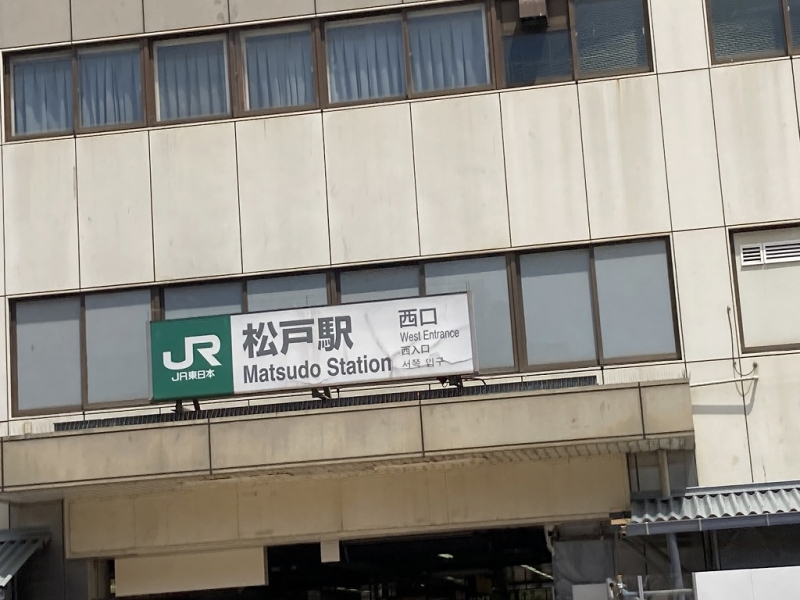 JR
JR東日本
松戸駅
Matsudo Station
西口
West Entrance
西入口
서쪽 입구